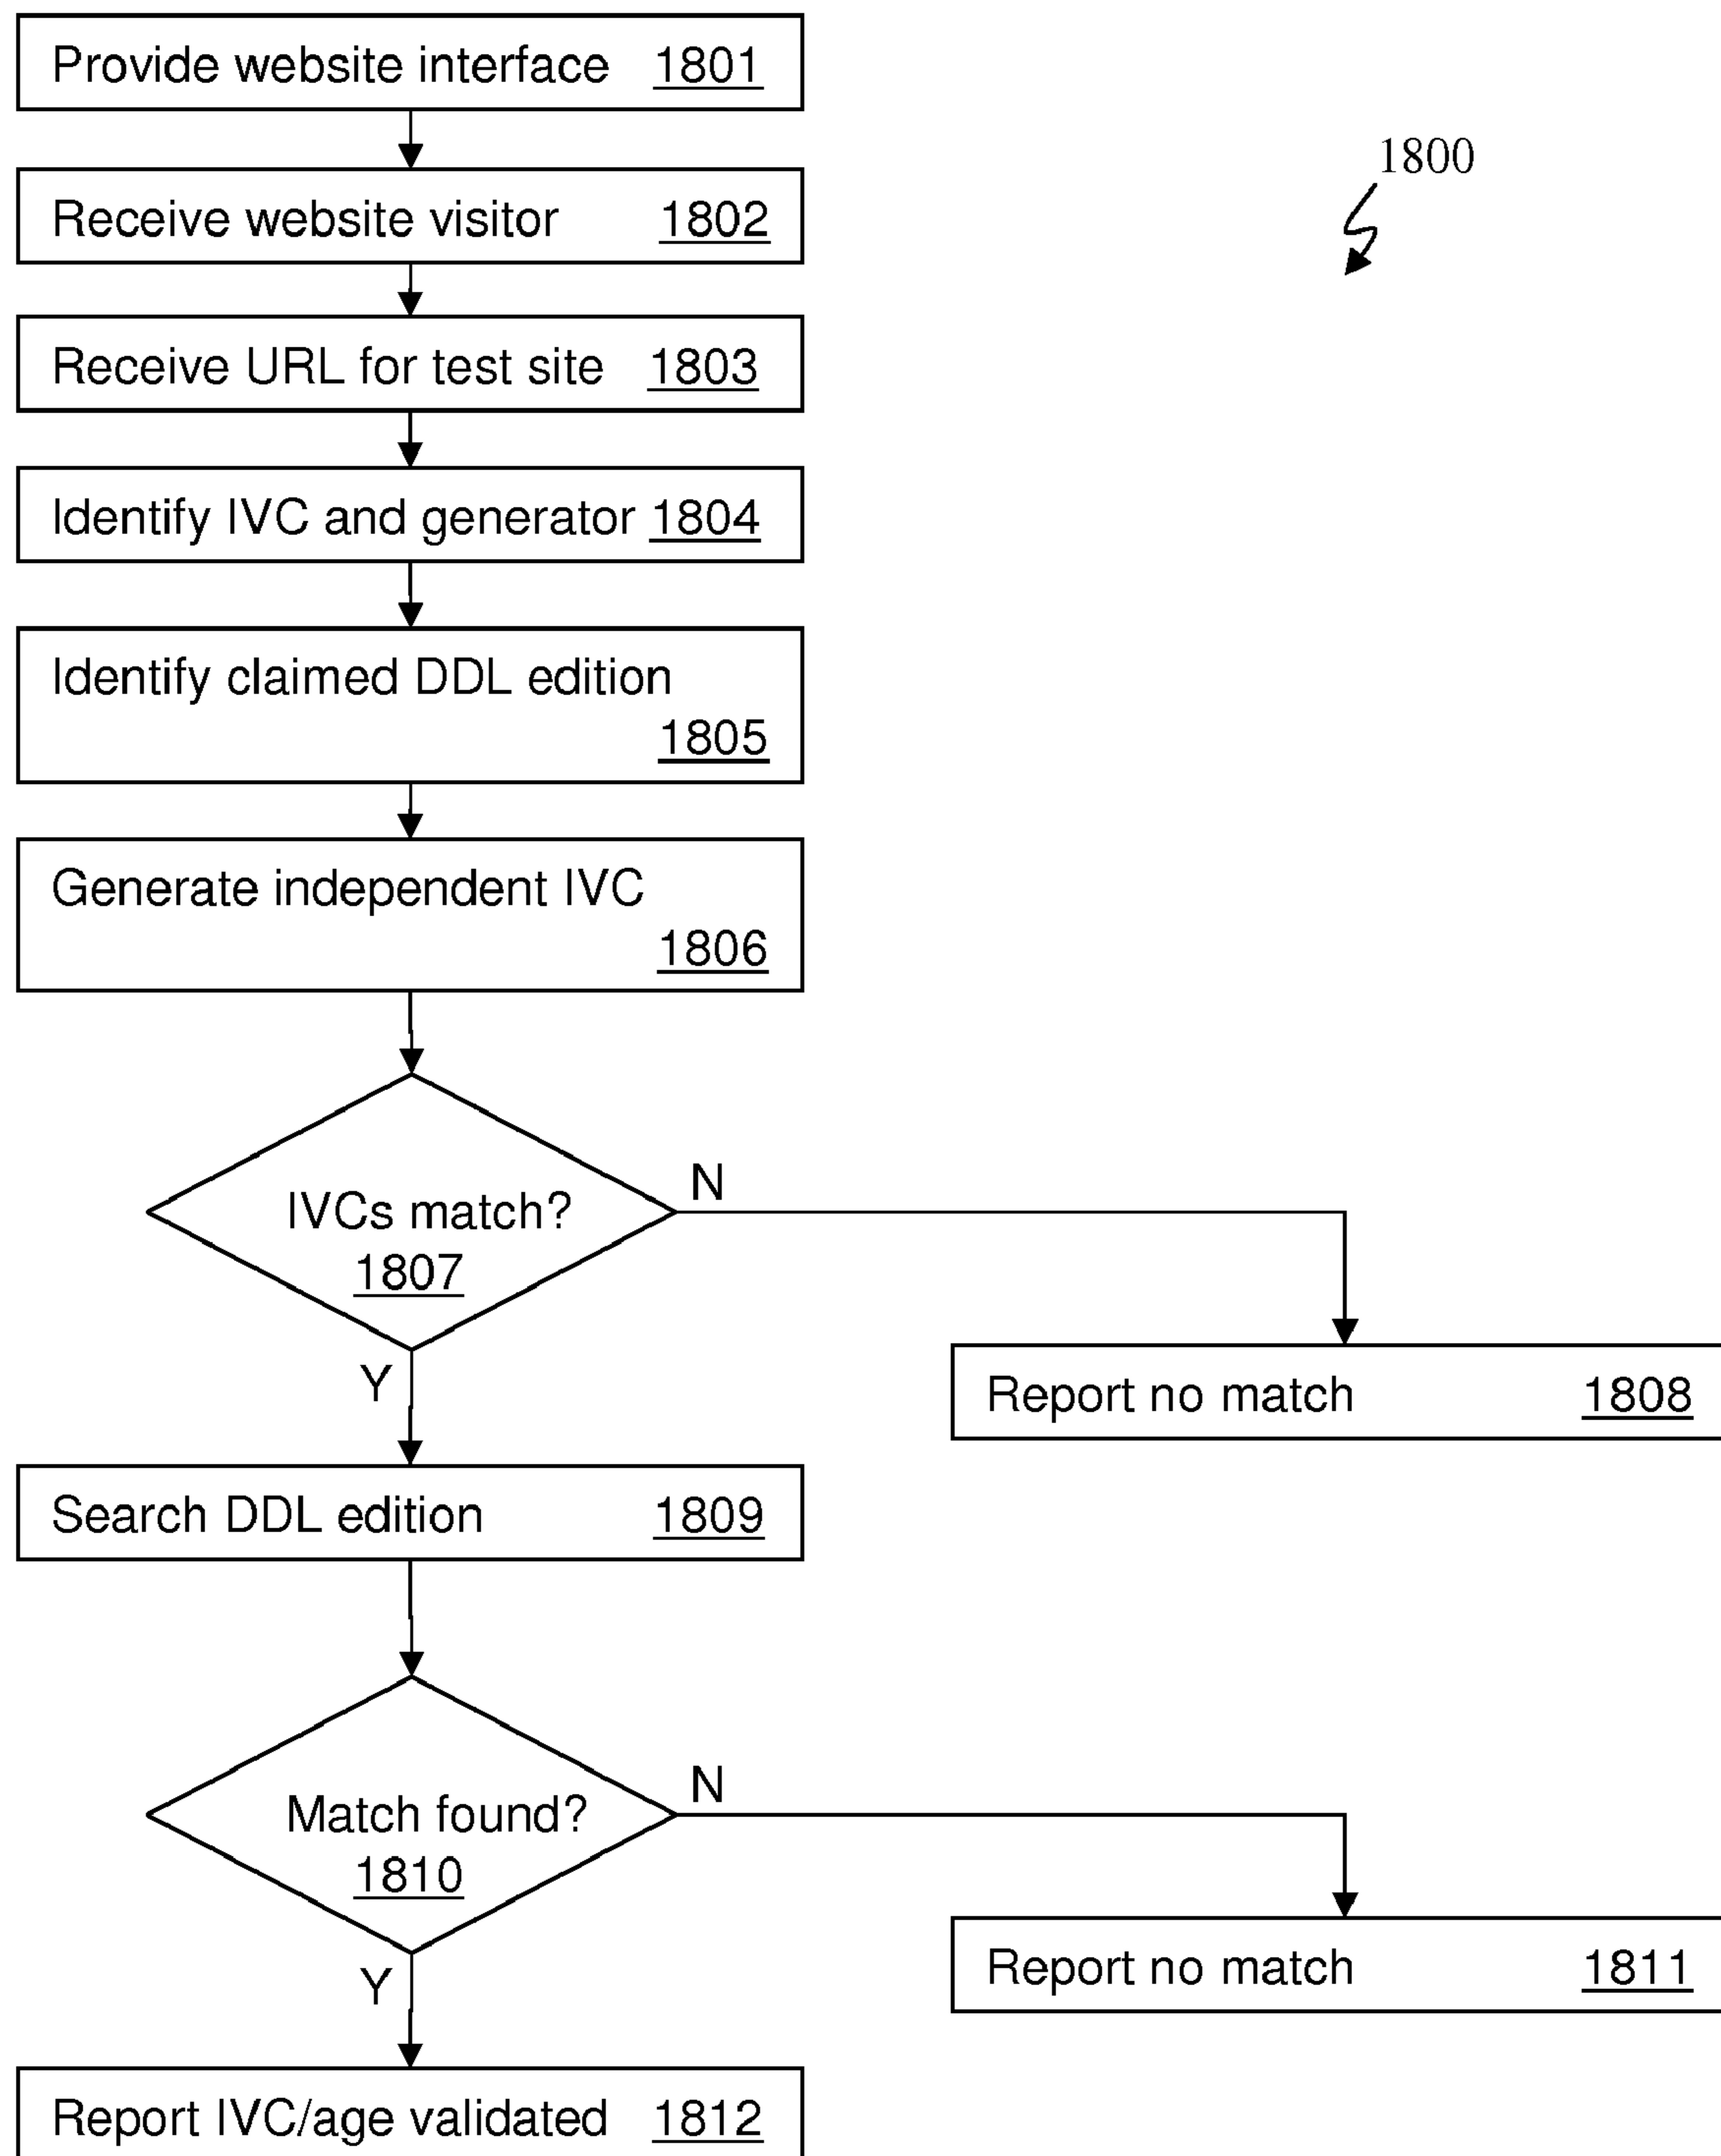 Provide website interface 1801
1800
Receive website visitor 1802
Receive URL for test site 1803
Identify IVC and generator 1804
Identify claimed DDL edition
1805
Generate independent IVC
1806
IVCs match?
1807
N
Y
Report no match 1808
Search DDL edition 1809
Match found?
1810
N
Y
Report no match 1811
Report IVC/age validated 1812